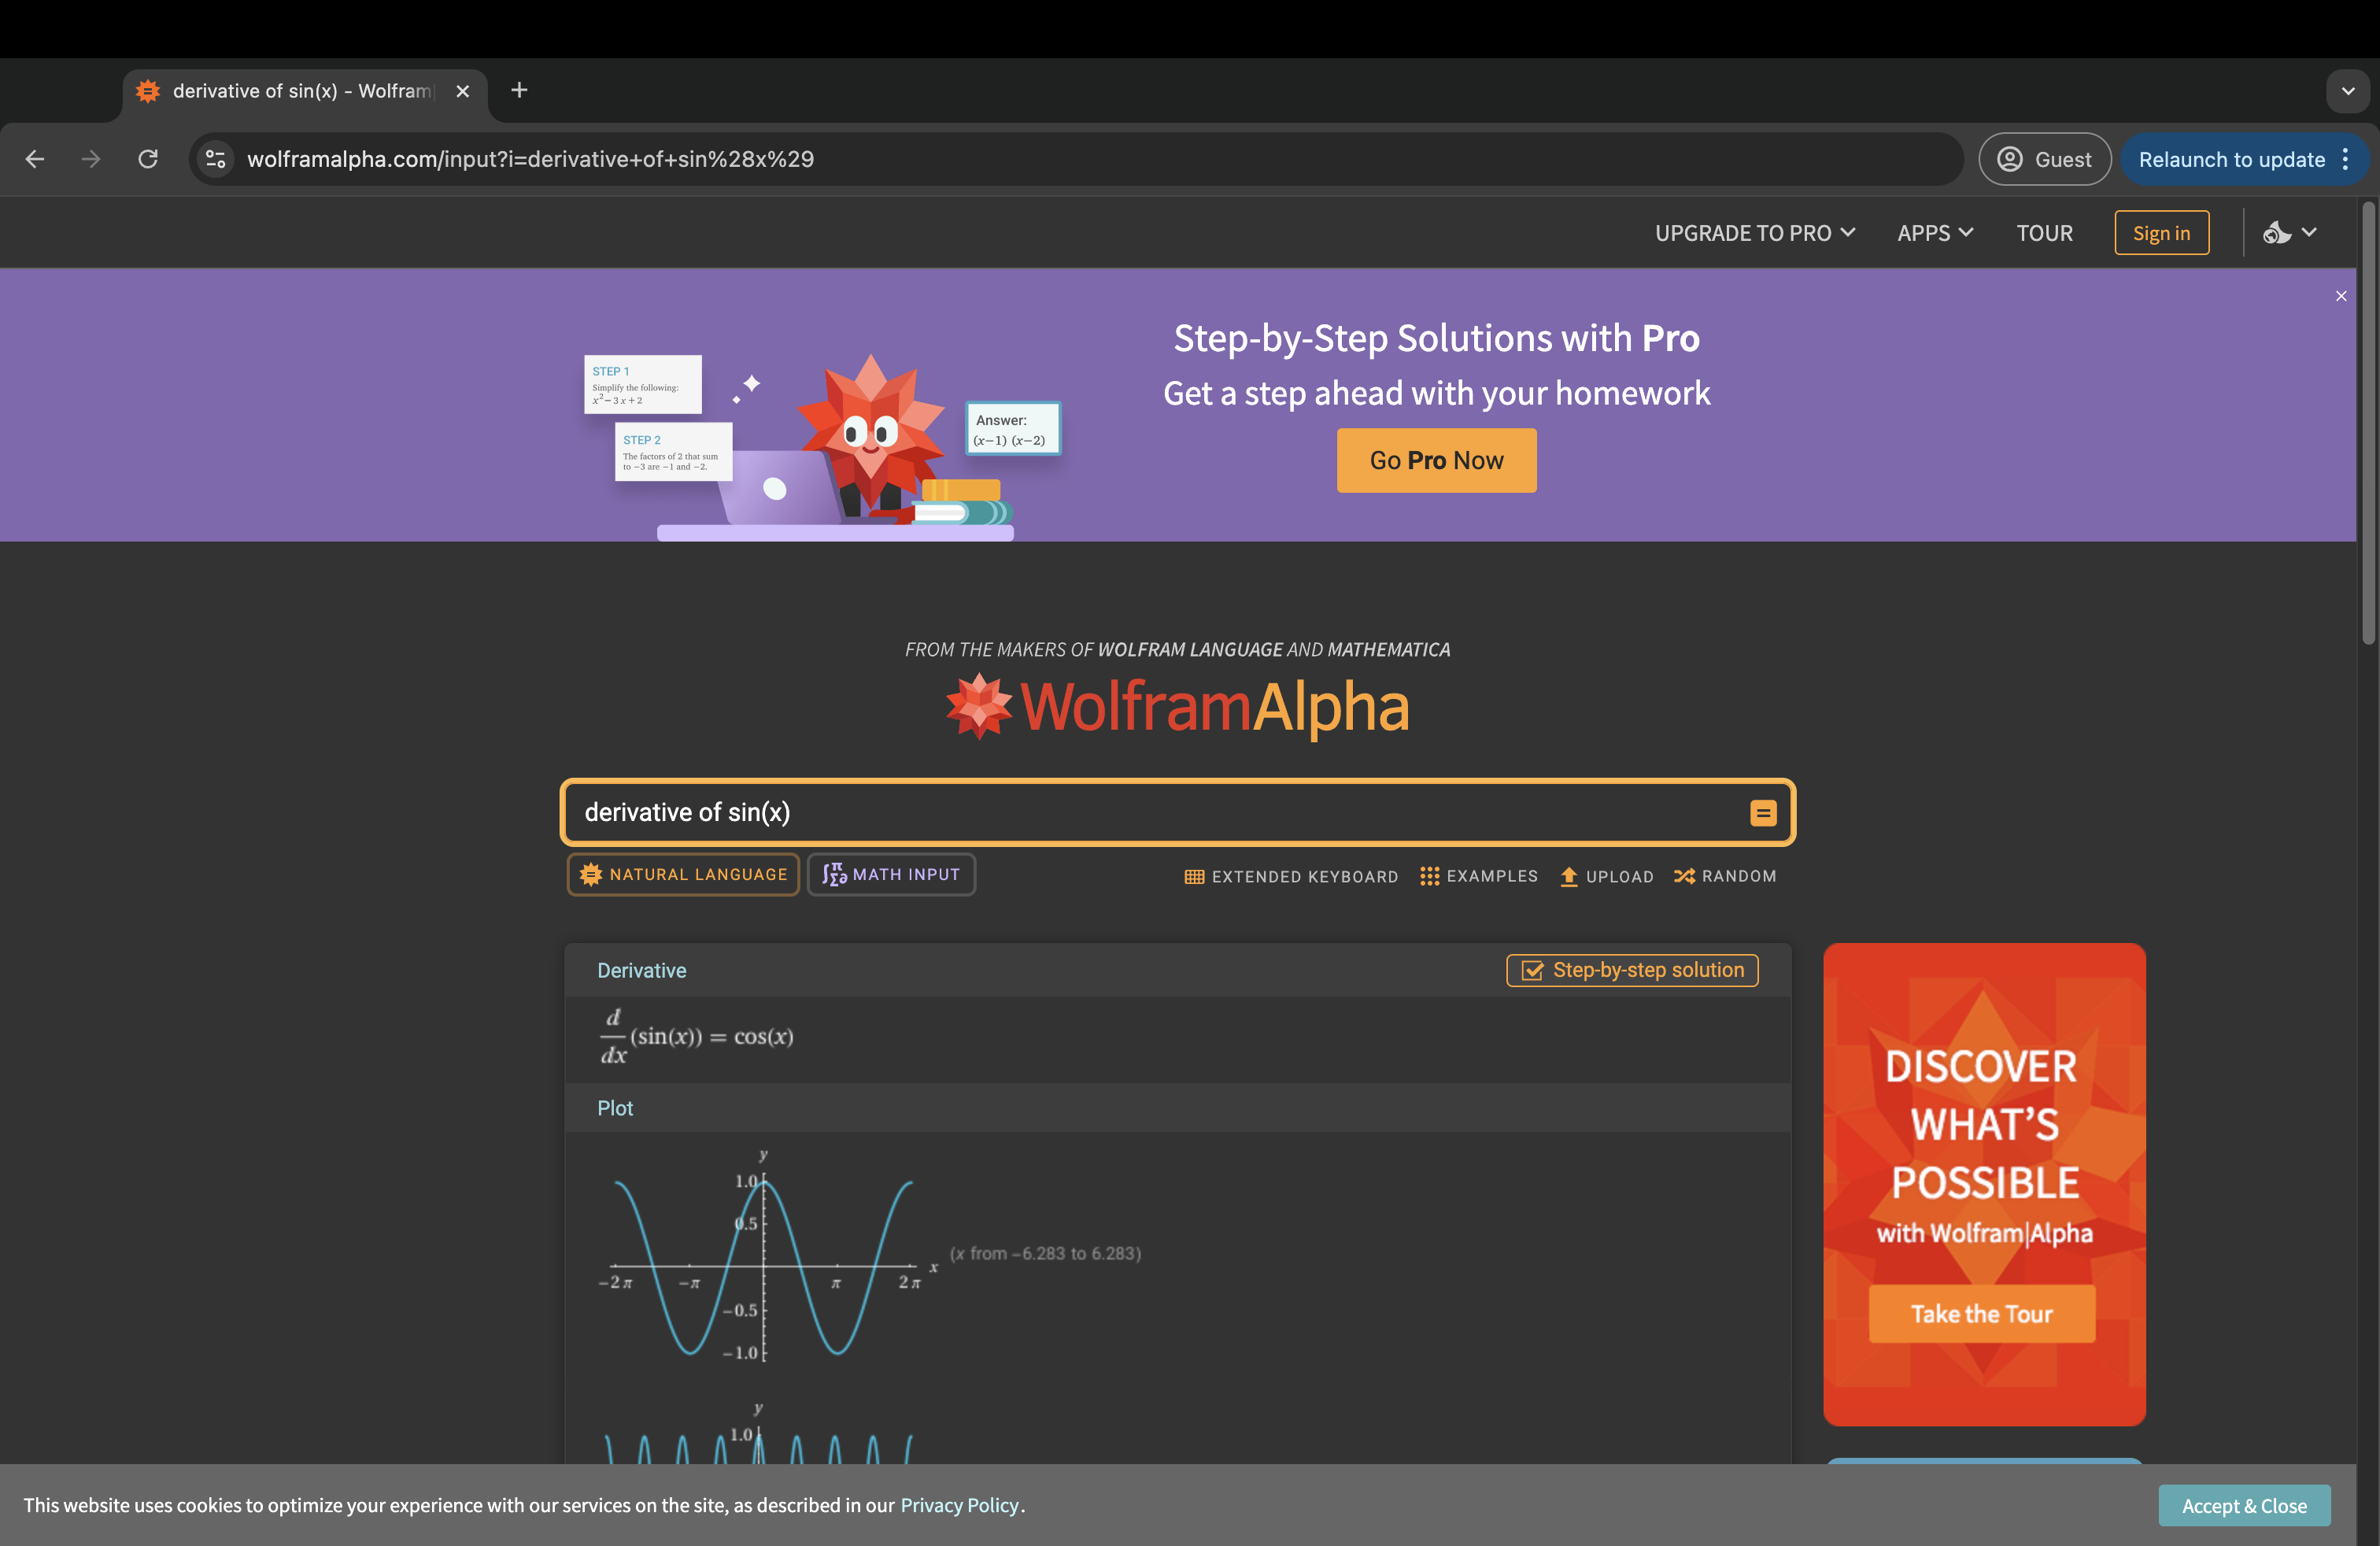 derivative of sin(x) - Wolfram|
wolframalpha.com/input?i=derivative+of+sin%28x%29
Guest
Relaunch to update
UPGRADE TO PRO
APPS
TOUR
Sign in
STEP 1
Simplify the following:
x²−3x+2
STEP 2
The factors of 2 that sum
to −3 are −1 and −2.
Answer:
(x−1) (x−2)
Step-by-Step Solutions with Pro
Get a step ahead with your homework
Go Pro Now
FROM THE MAKERS OF WOLFRAM LANGUAGE AND MATHEMATICA
WolframAlpha
derivative of sin(x)
=
NATURAL LANGUAGE
∫π Σ∂ MATH INPUT
EXTENDED KEYBOARD
EXAMPLES
UPLOAD
RANDOM
Derivative
Step-by-step solution
d/dx (sin(x)) = cos(x)
Plot
y
1.0
0.5
(x from −6.283 to 6.283)
x
−2π −π π 2π
−0.5
−1.0
y
1.0
DISCOVER
WHAT'S
POSSIBLE
with Wolfram|Alpha
Take the Tour
This website uses cookies to optimize your experience with our services on the site, as described in our Privacy Policy.
Accept & Close